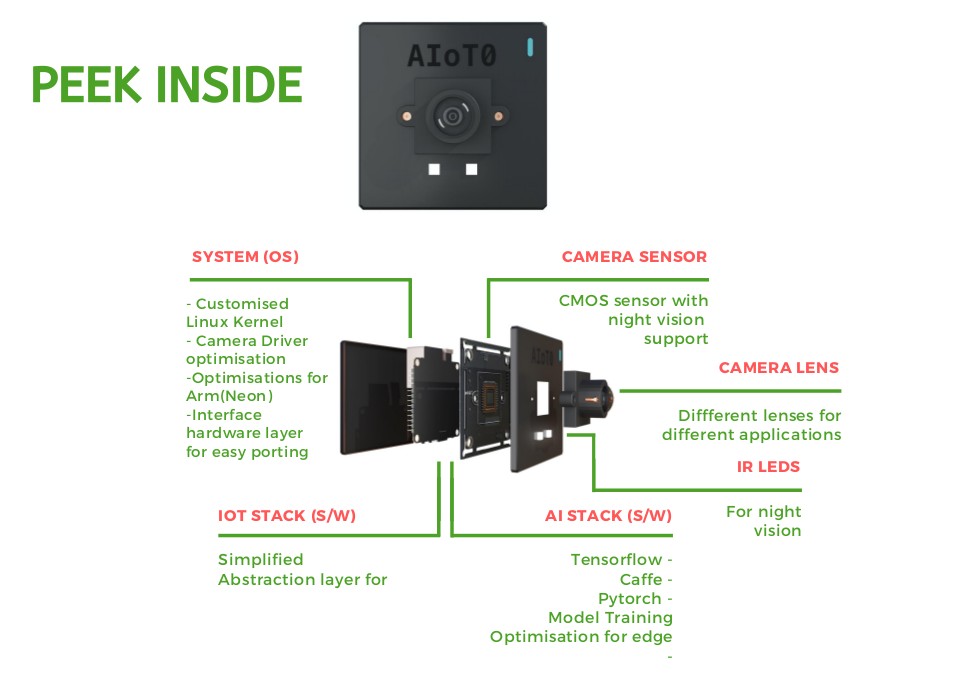 PEEK INSIDE
AIoT0
SYSTEM (OS)
- Customised
Linux Kernel
- Camera Driver
optimisation
-Optimisations for
Arm(Neon)
-Interface
hardware layer
for easy porting
CAMERA SENSOR
CMOS sensor with
night vision
support
AIoT0
CAMERA LENS
Diffferent lenses for
different applications
IR LEDS
For night
vision
IOT STACK (S/W)
Simplified
Abstraction layer for
AI STACK (S/W)
Tensorflow -
Caffe -
Pytorch -
Model Training
Optimisation for edge
-